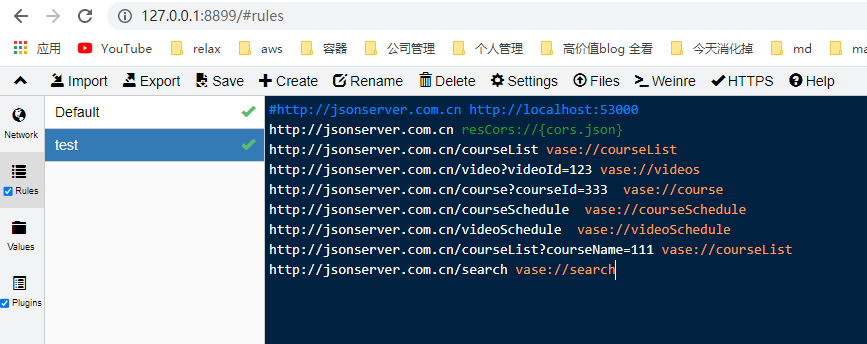 127.0.0.1:8899/#rules
应用 YouTube relax aws 容器 公司管理 个人管理 高价值blog 全看 今天消化掉 md ma
Import Export Save Create Rename Delete Settings Files Weinre HTTPS Help
Network
Rules
Values
Plugins
Default
test
#http://jsonserver.com.cn http://localhost:53000
http://jsonserver.com.cn resCors://{cors.json}
http://jsonserver.com.cn/courseList vase://courseList
http://jsonserver.com.cn/video?videoId=123 vase://videos
http://jsonserver.com.cn/course?courseId=333  vase://course
http://jsonserver.com.cn/courseSchedule  vase://courseSchedule
http://jsonserver.com.cn/videoSchedule  vase://videoSchedule
http://jsonserver.com.cn/courseList?courseName=111 vase://courseList
http://jsonserver.com.cn/search vase://search